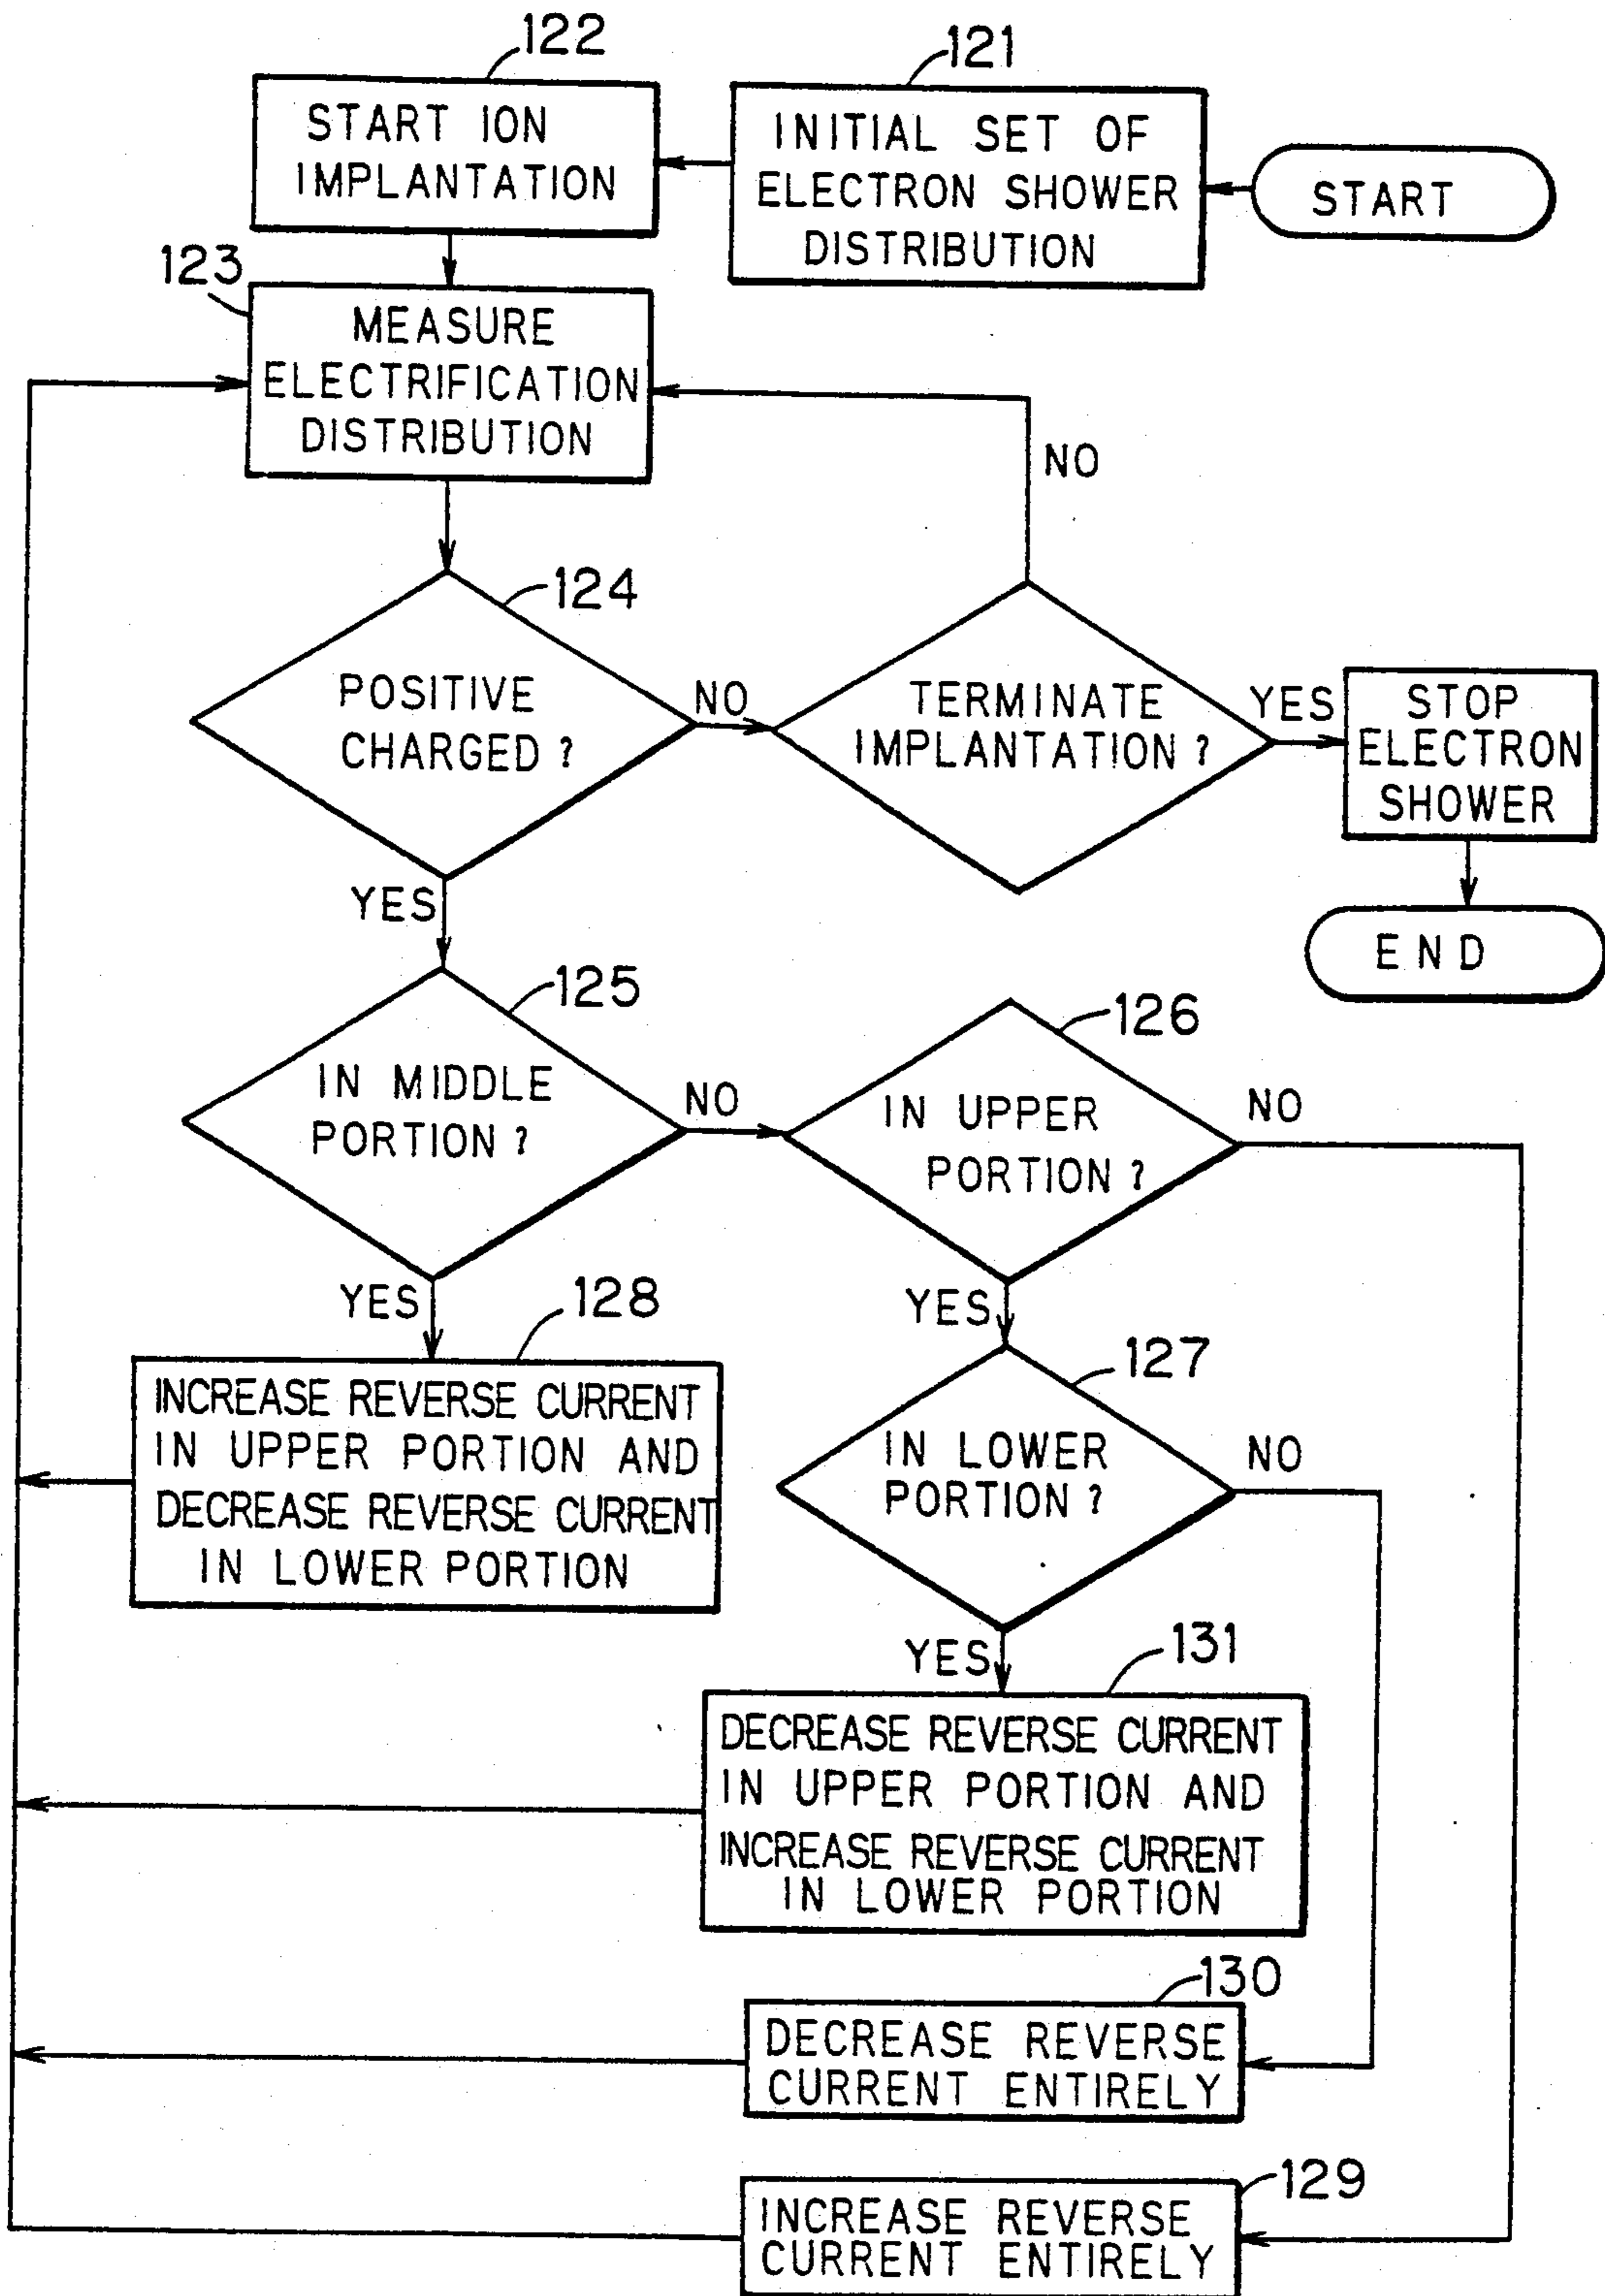 122
121
START ION
IMPLANTATION
INITIAL SET OF
ELECTRON SHOWER
DISTRIBUTION
START
123
MEASURE
ELECTRIFICATION
DISTRIBUTION
NO
124
POSITIVE
CHARGED ?
NO
TERMINATE
IMPLANTATION ?
YES
STOP
ELECTRON
SHOWER
YES
END
125
126
IN MIDDLE
PORTION ?
NO
IN UPPER
PORTION ?
NO
YES
128
YES
127
INCREASE REVERSE CURRENT
IN UPPER PORTION AND
DECREASE REVERSE CURRENT
IN LOWER PORTION
IN LOWER
PORTION ?
NO
YES
131
DECREASE REVERSE CURRENT
IN UPPER PORTION AND
INCREASE REVERSE CURRENT
IN LOWER PORTION
130
DECREASE REVERSE
CURRENT ENTIRELY
129
INCREASE REVERSE
CURRENT ENTIRELY